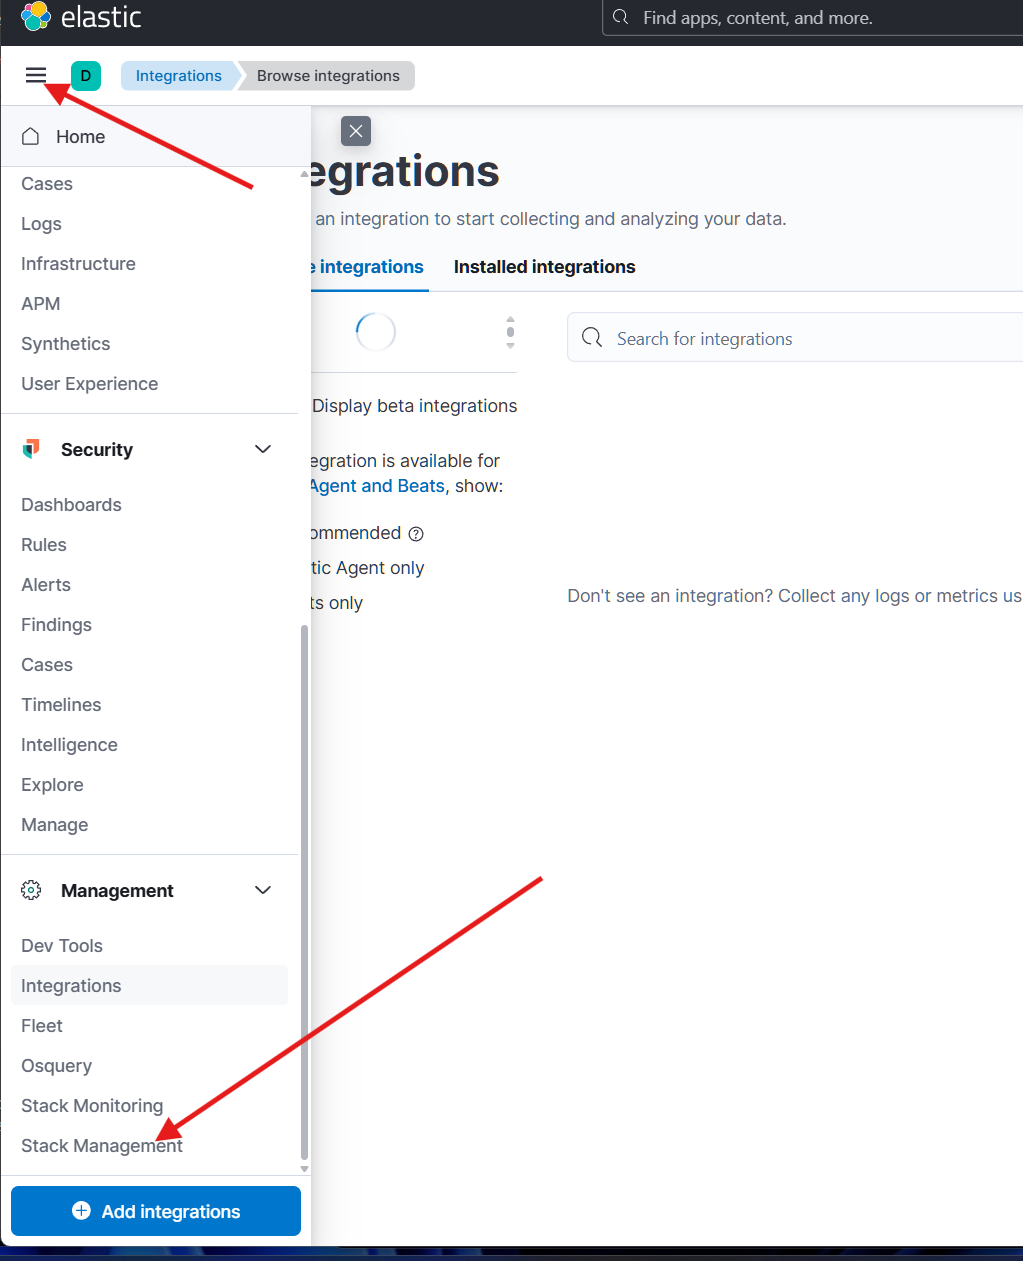 elastic
Find apps, content, and more.
D
Integrations
Browse integrations
Home
egrations
Cases
an integration to start collecting and analyzing your data.
Logs
Infrastructure
e integrations
Installed integrations
APM
Synthetics
Search for integrations
User Experience
Display beta integrations
Security
egration is available for
Agent and Beats, show:
Dashboards
ommended
Rules
tic Agent only
Alerts
ts only
Don't see an integration? Collect any logs or metrics us
Findings
Cases
Timelines
Intelligence
Explore
Manage
Management
Dev Tools
Integrations
Fleet
Osquery
Stack Monitoring
Stack Management
Add integrations